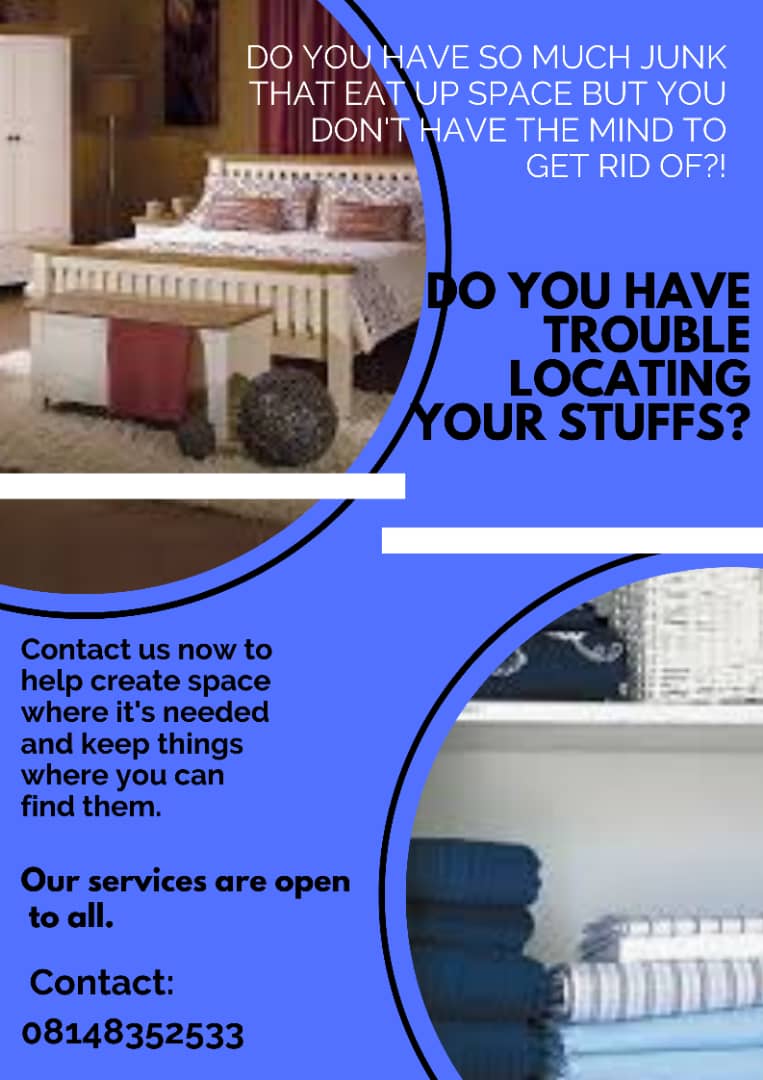 DO YOU HAVE SO MUCH JUNK
THAT EAT UP SPACE BUT YOU
DON'T HAVE THE MIND TO
GET RID OF?!
DO YOU HAVE
TROUBLE
LOCATING
YOUR STUFFS?
Contact us now to
help create space
where it's needed
and keep things
where you can
find them.
Our services are open
to all.
Contact:
08148352533